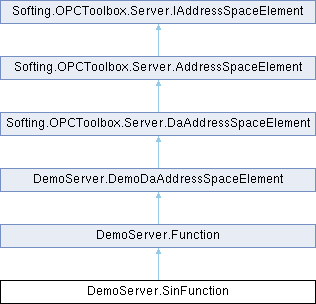 Softing.OPCToolbox.Server.IAddressSpaceElement
Softing.OPCToolbox.Server.AddressSpaceElement
Softing.OPCToolbox.Server.DaAddressSpaceElement
DemoServer.DemoDaAddressSpaceElement
DemoServer.Function
DemoServer.SinFunction